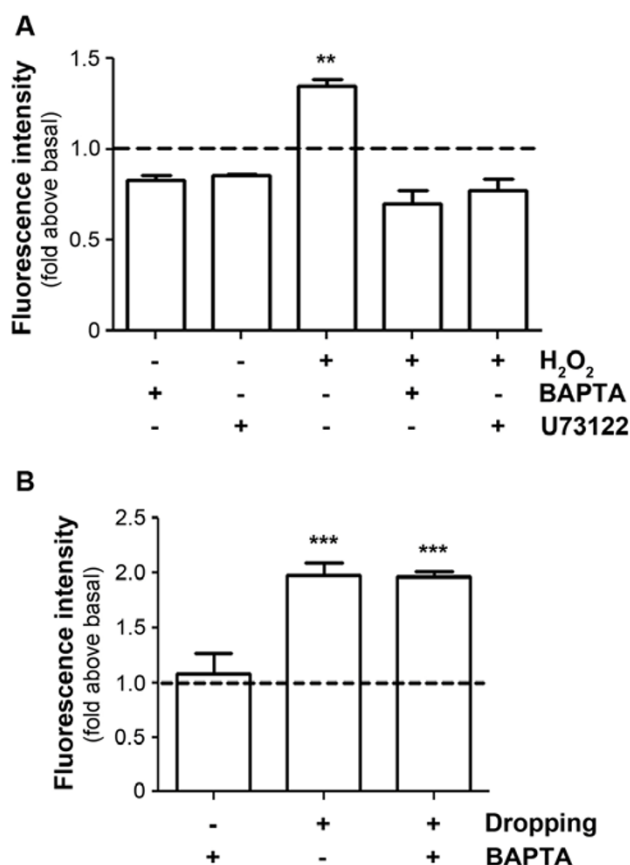 A
Fluorescence intensity
(fold above basal)
1.5
1.0
0.5
0
**
- - + + + H₂O₂
+ - - + - BAPTA
- + - - + U73122
B
Fluorescence intensity
(fold above basal)
2.5
2.0
1.5
1.0
0.5
0
*** ***
- + + Dropping
+ - + BAPTA